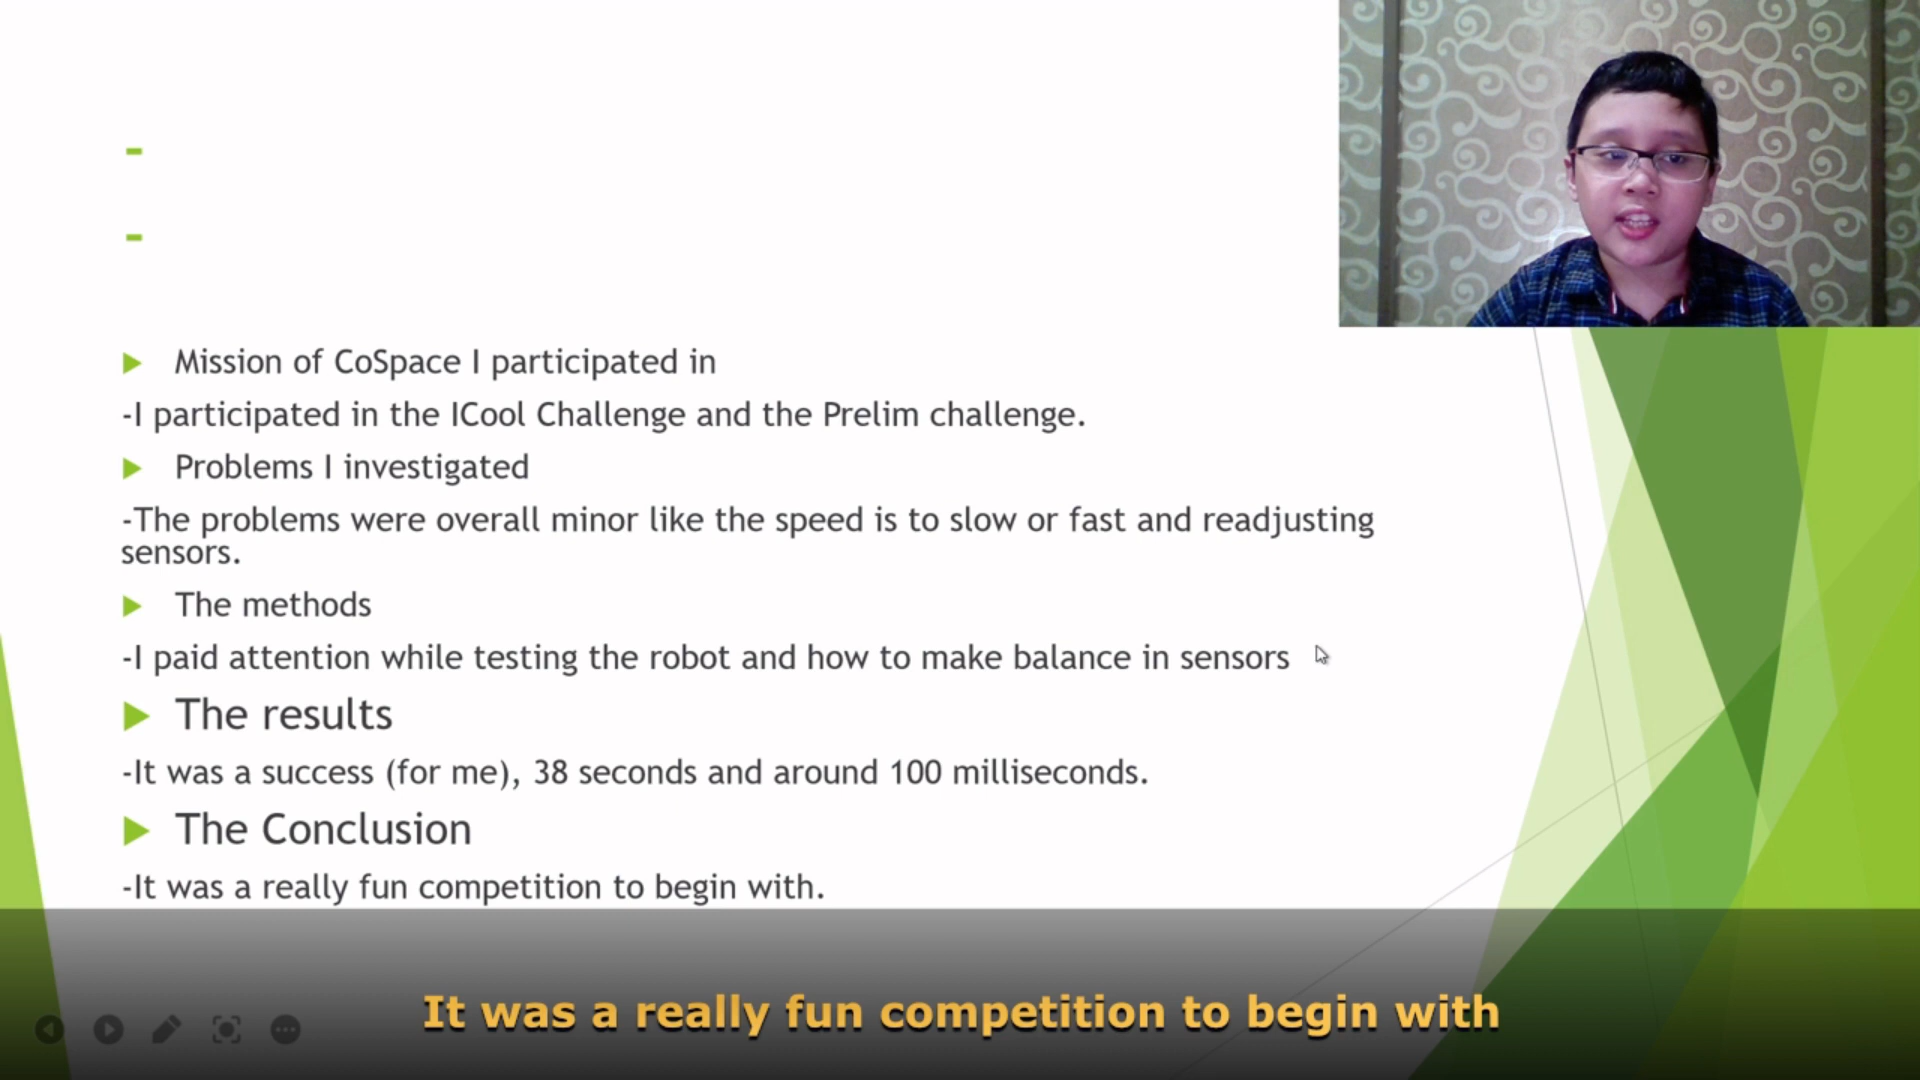 -
-
Mission of CoSpace I participated in
-I participated in the ICool Challenge and the Prelim challenge.
Problems I investigated
-The problems were overall minor like the speed is to slow or fast and readjusting
sensors.
The methods
-I paid attention while testing the robot and how to make balance in sensors
The results
-It was a success (for me), 38 seconds and around 100 milliseconds.
The Conclusion
-It was a really fun competition to begin with.
It was a really fun competition to begin with